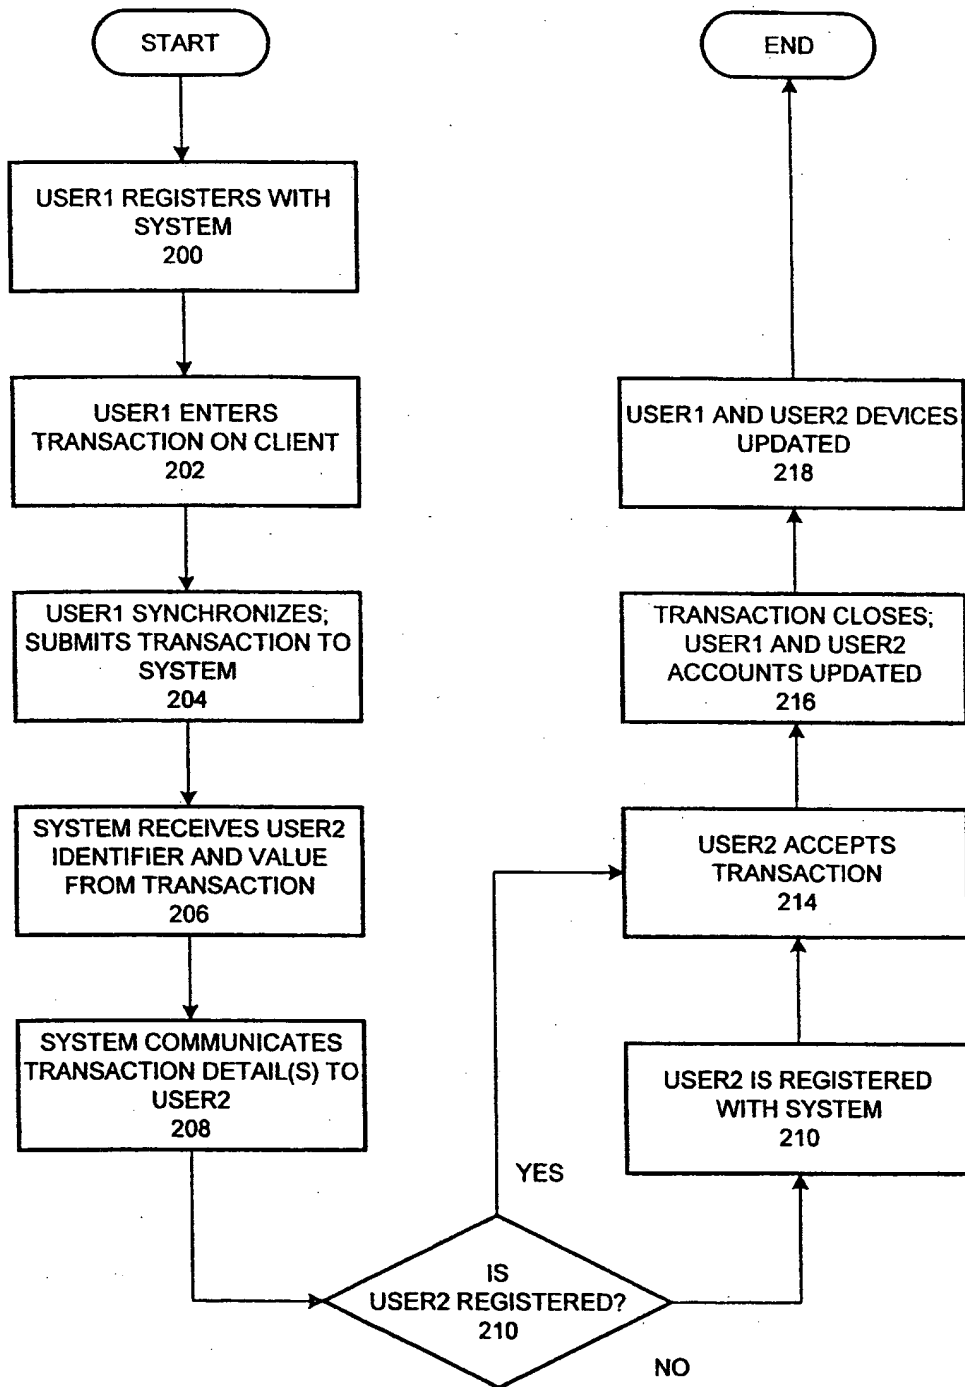 START
USER1 REGISTERS WITH
SYSTEM
200
USER1 ENTERS
TRANSACTION ON CLIENT
202
USER1 SYNCHRONIZES;
SUBMITS TRANSACTION TO
SYSTEM
204
SYSTEM RECEIVES USER2
IDENTIFIER AND VALUE
FROM TRANSACTION
206
SYSTEM COMMUNICATES
TRANSACTION DETAIL(S) TO
USER2
208
IS
USER2 REGISTERED?
210
YES
NO
USER2 IS REGISTERED
WITH SYSTEM
210
USER2 ACCEPTS
TRANSACTION
214
TRANSACTION CLOSES;
USER1 AND USER2
ACCOUNTS UPDATED
216
USER1 AND USER2 DEVICES
UPDATED
218
END